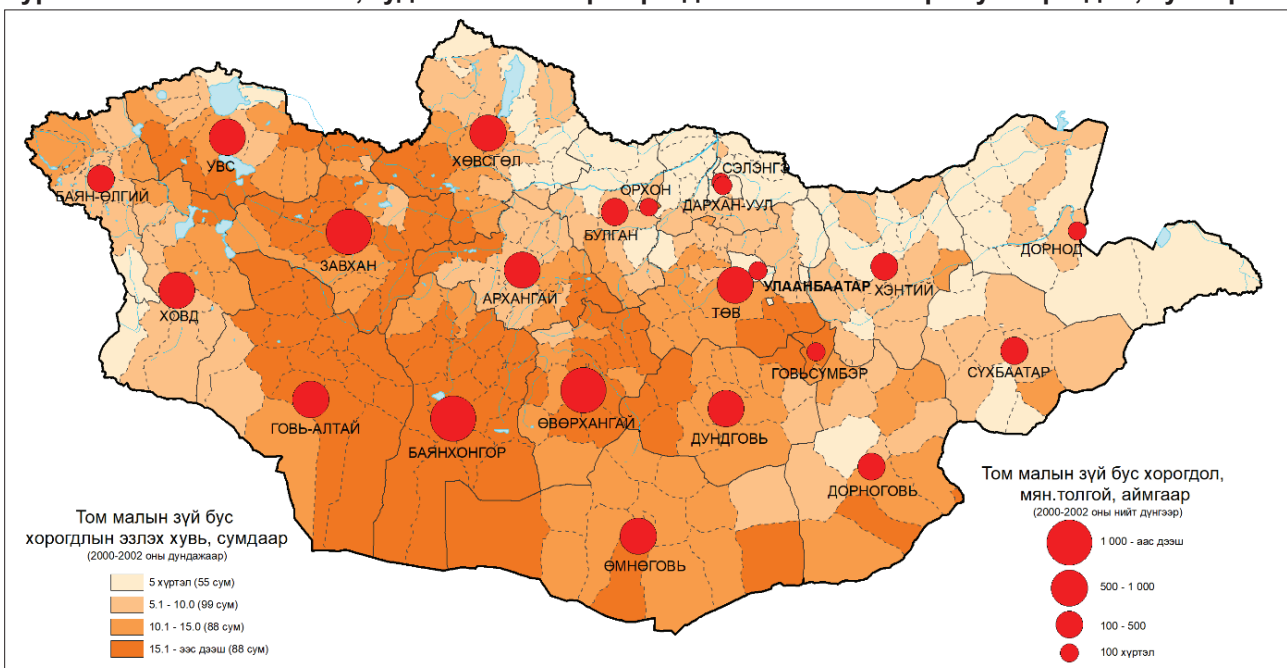 УВС
ХӨВСГӨЛ
БАЯН-ӨЛГИЙ
СЭЛЭНГЭ
ОРХОН
ДАРХАН-УУЛ
БУЛГАН
ДОРНОД
ЗАВХАН
АРХАНГАЙ
УЛААНБААТАР
ХЭНТИЙ
ХОВД
ТӨВ
ГОВЬСҮМБЭР
СҮХБААТАР
ГОВЬ-АЛТАЙ
БАЯНХОНГОР
ӨВӨРХАНГАЙ
ДУНДГОВЬ
ДОРНОГОВЬ
ӨМНӨГОВЬ
Том малын зүй бус
хорогдлын эзлэх хувь, сумдаар
(2000-2002 оны дундажаар)
5 хүртэл (55 сум)
5.1 - 10.0 (99 сум)
10.1 - 15.0 (88 сум)
15.1 - ээс дээш (88 сум)
Том малын зүй бус хорогдол,
мян.толгой, аймгаар
(2000-2002 оны нийт дүнгээр)
1 000 - аас дээш
500 - 1 000
100 - 500
100 хүртэл